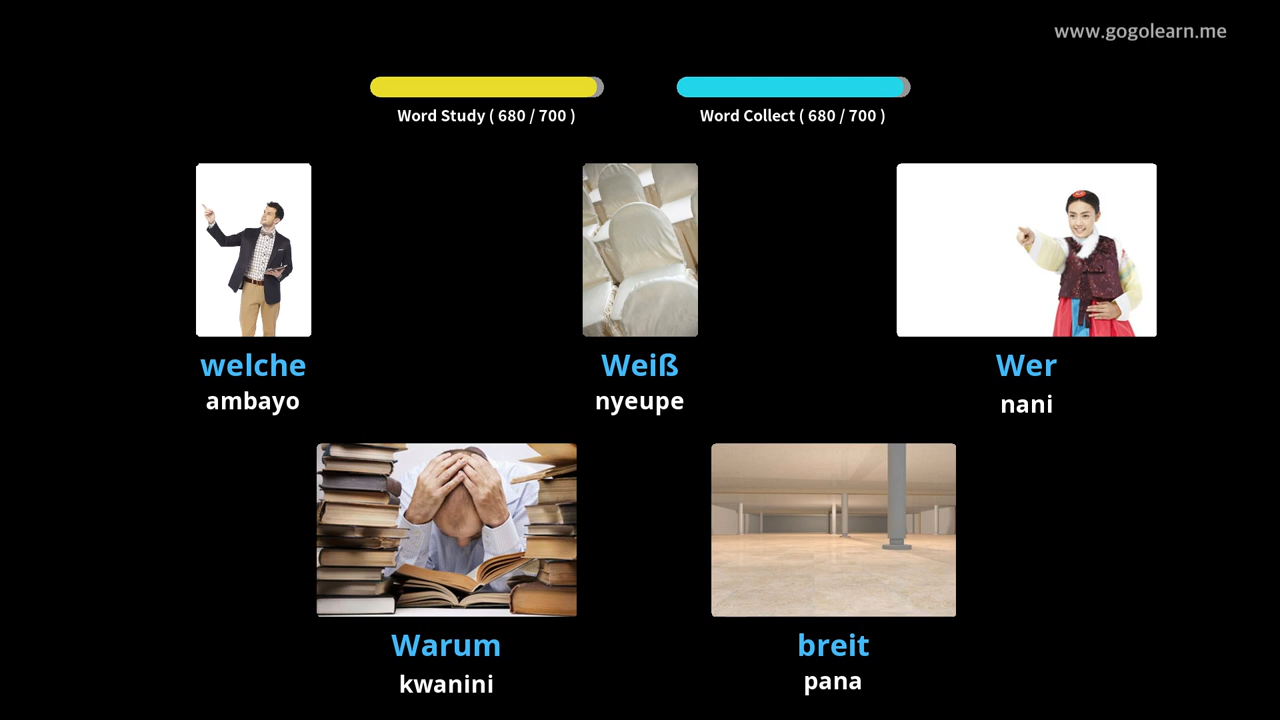 www.gogolearn.me
Word Study ( 680 / 700 )
Word Collect ( 680 / 700 )
welche
ambayo
Weiß
nyeupe
Wer
nani
Warum
kwanini
breit
pana